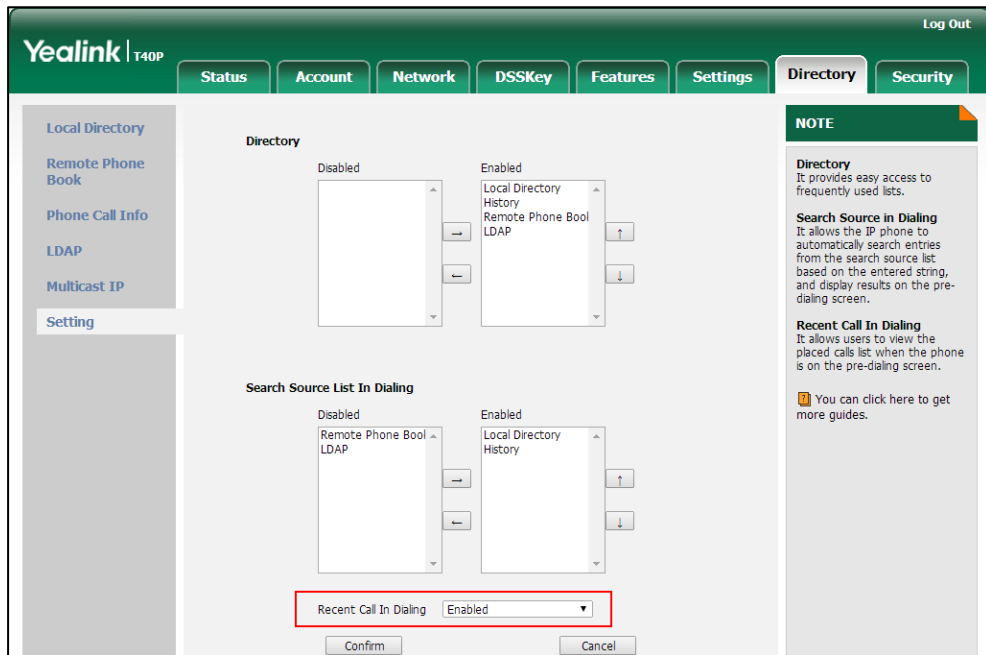 Log Out
Yealink | T40P
Status Account Network DSSKey Features Settings Directory Security
Local Directory
Remote Phone
Book
Phone Call Info
LDAP
Multicast IP
Setting
Directory
Disabled Enabled
Local Directory
History
Remote Phone Bool
LDAP
→ ↑
← ↓
Search Source List In Dialing
Disabled Enabled
Remote Phone Bool
LDAP
Local Directory
History
→ ↑
← ↓
Recent Call In Dialing Enabled
Confirm Cancel
NOTE
Directory
It provides easy access to
frequently used lists.
Search Source in Dialing
It allows the IP phone to
automatically search entries
from the search source list
based on the entered string,
and display results on the pre-
dialing screen.
Recent Call In Dialing
It allows users to view the
placed calls list when the phone
is on the pre-dialing screen.
You can click here to get
more guides.